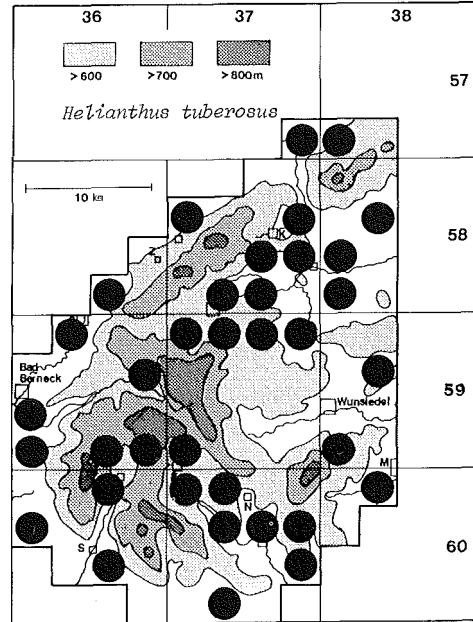 36 37 38
>600 >700 >800m
57
Helianthus tuberosus
10 km
58
K
Z
Bad
Berneck
59
Wunsiedel
M
N
S
60